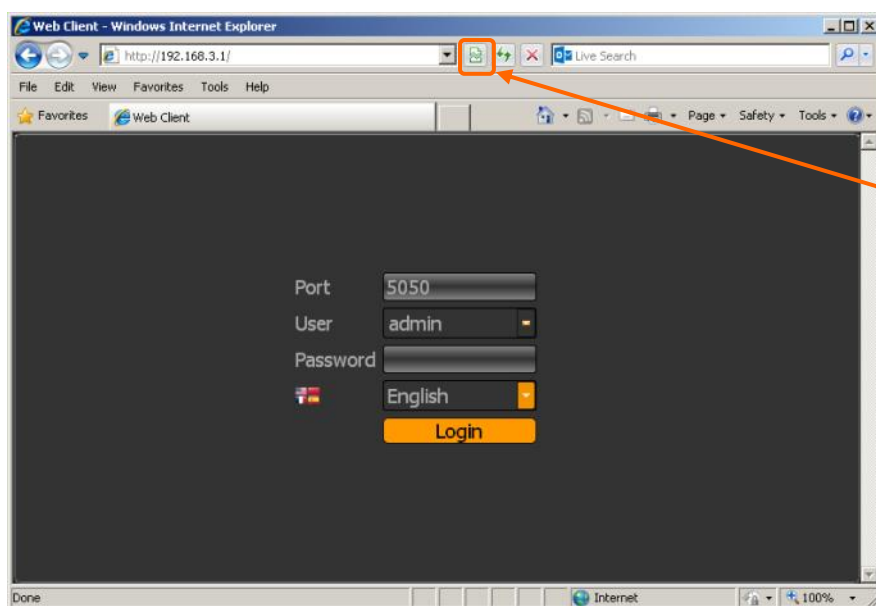 Web Client - Windows Internet Explorer
http://192.168.3.1/
Live Search
File Edit View Favorites Tools Help
Favorites Web Client Page Safety Tools
Port 5050
User admin
Password
English
Login
Done Internet 100%